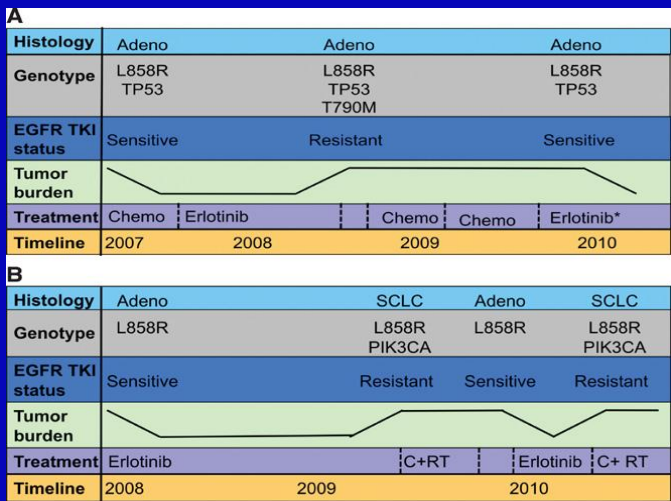 A
Histology Adeno Adeno Adeno
Genotype L858R L858R L858R
TP53 TP53 TP53
T790M
EGFR TKI
status Sensitive Resistant Sensitive
Tumor
burden
Treatment Chemo Erlotinib Chemo Chemo Erlotinib*
Timeline 2007 2008 2009 2010
B
Histology Adeno SCLC Adeno SCLC
Genotype L858R L858R L858R L858R
PIK3CA PIK3CA
EGFR TKI
status Sensitive Resistant Sensitive Resistant
Tumor
burden
Treatment Erlotinib C+RT Erlotinib C+ RT
Timeline 2008 2009 2010